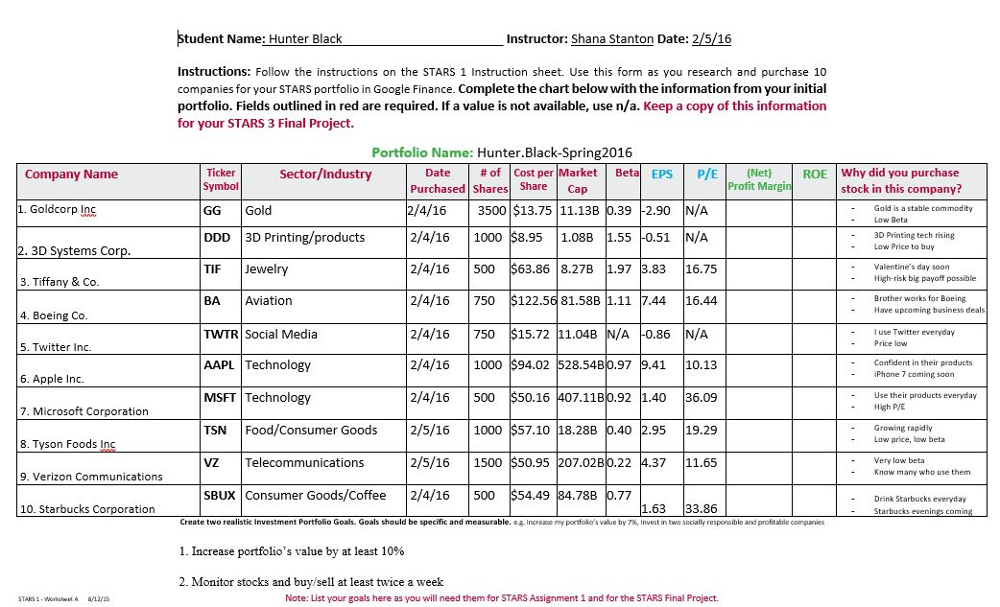 Student Name: Hunter Black Instructor: Shana Stanton Date: 2/5/16
Instructions: Follow the instructions on the STARS 1 Instruction sheet. Use this form as you research and purchase 10
companies for your STARS portfolio in Google Finance. Complete the chart below with the information from your initial
portfolio. Fields outlined in red are required. If a value is not available, use n/a. Keep a copy of this information
for your STARS 3 Final Project.
Portfolio Name: Hunter.Black-Spring2016
Company Name Ticker Symbol Sector/Industry Date Purchased # of Shares Cost per Share Market Cap Beta EPS P/E (Net) Profit Margin ROE Why did you purchase stock in this company?
1. Goldcorp Inc GG Gold 2/4/16 3500 $13.75 11.13B 0.39 -2.90 N/A - Gold is a stable commodity
- Low Beta
2. 3D Systems Corp. DDD 3D Printing/products 2/4/16 1000 $8.95 1.08B 1.55 -0.51 N/A - 3D Printing tech rising
- Low Price to buy
3. Tiffany & Co. TIF Jewelry 2/4/16 500 $63.86 8.27B 1.97 3.83 16.75 - Valentine's day soon
- High-risk big payoff possible
4. Boeing Co. BA Aviation 2/4/16 750 $122.56 81.58B 1.11 7.44 16.44 - Brother works for Boeing
- Have upcoming business deals
5. Twitter Inc. TWTR Social Media 2/4/16 750 $15.72 11.04B N/A -0.86 N/A - I use Twitter everyday
- Price low
6. Apple Inc. AAPL Technology 2/4/16 1000 $94.02 528.54B 0.97 9.41 10.13 - Confident in their products
- iPhone 7 coming soon
7. Microsoft Corporation MSFT Technology 2/4/16 500 $50.16 407.11B 0.92 1.40 36.09 - Use their products everyday
- High P/E
8. Tyson Foods Inc TSN Food/Consumer Goods 2/5/16 1000 $57.10 18.28B 0.40 2.95 19.29 - Growing rapidly
- Low price, low beta
9. Verizon Communications VZ Telecommunications 2/5/16 1500 $50.95 207.02B 0.22 4.37 11.65 - Very low beta
- Know many who use them
10. Starbucks Corporation SBUX Consumer Goods/Coffee 2/4/16 500 $54.49 84.78B 0.77 1.63 33.86 - Drink Starbucks everyday
- Starbucks evenings coming
Create two realistic Investment Portfolio Goals. Goals should be specific and measurable. e.g. Increase my portfolio's value by 7%, Invest in two socially responsible and profitable companies
1. Increase portfolio's value by at least 10%
2. Monitor stocks and buy/sell at least twice a week
STARS 1 - Worksheet A 8/12/15 Note: List your goals here as you will need them for STARS Assignment 1 and for the STARS Final Project.